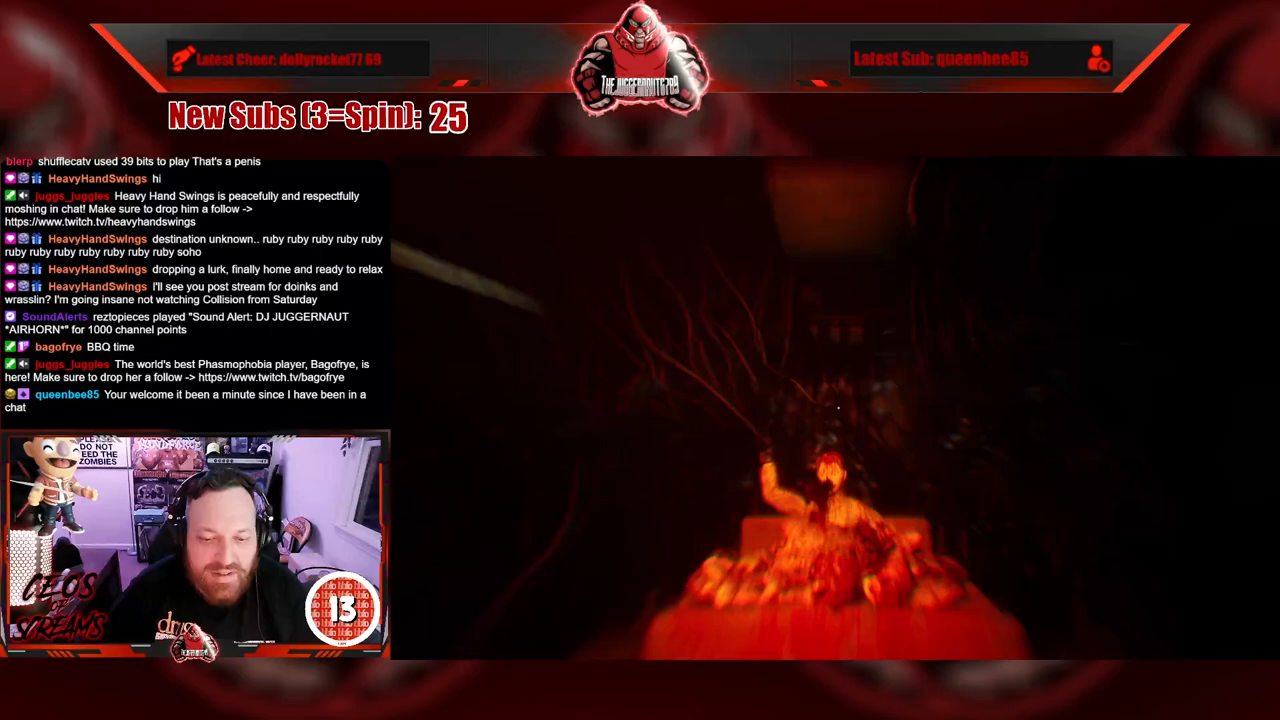 Latest Cheer: dollyrocket77 89
THEJUGGERNAUT6789
Latest Sub: queenbee85
New Subs (3=Spin): 25
blerp shufflecatv used 39 bits to play That's a penis
HeavyHandSwings hi
juggs_juggles Heavy Hand Swings is peacefully and respectfully
moshing in chat! Make sure to drop him a follow ->
https://www.twitch.tv/heavyhandswings
HeavyHandSwings destination unknown.. ruby ruby ruby ruby ruby
ruby ruby ruby ruby ruby ruby ruby soho
HeavyHandSwings dropping a lurk, finally home and ready to relax
HeavyHandSwings I'll see you post stream for doinks and
wrasslin? I'm going insane not watching Collision from Saturday
SoundAlerts reztopieces played "Sound Alert: DJ JUGGERNAUT
*AIRHORN*" for 1000 channel points
bagofrye BBQ time
juggs_juggles The world's best Phasmophobia player, Bagofrye, is
here! Make sure to drop her a follow -> https://www.twitch.tv/bagofrye
queenbee85 Your welcome it been a minute since I have been in a
chat
DO NOT
FEED THE
ZOMBIES
CEOS
OF
SCREAMS
13